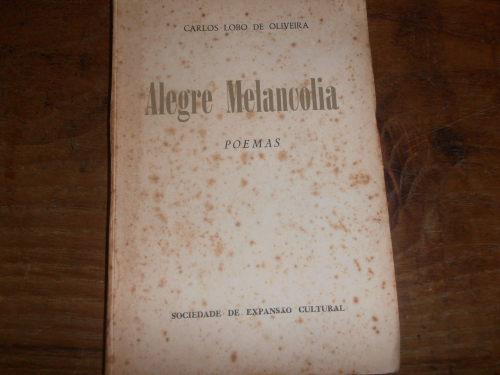 CARLOS LOBO DE OLIVEIRA
Alegre Melancolia
POEMAS
SOCIEDADE DE EXPANSÃO CULTURAL